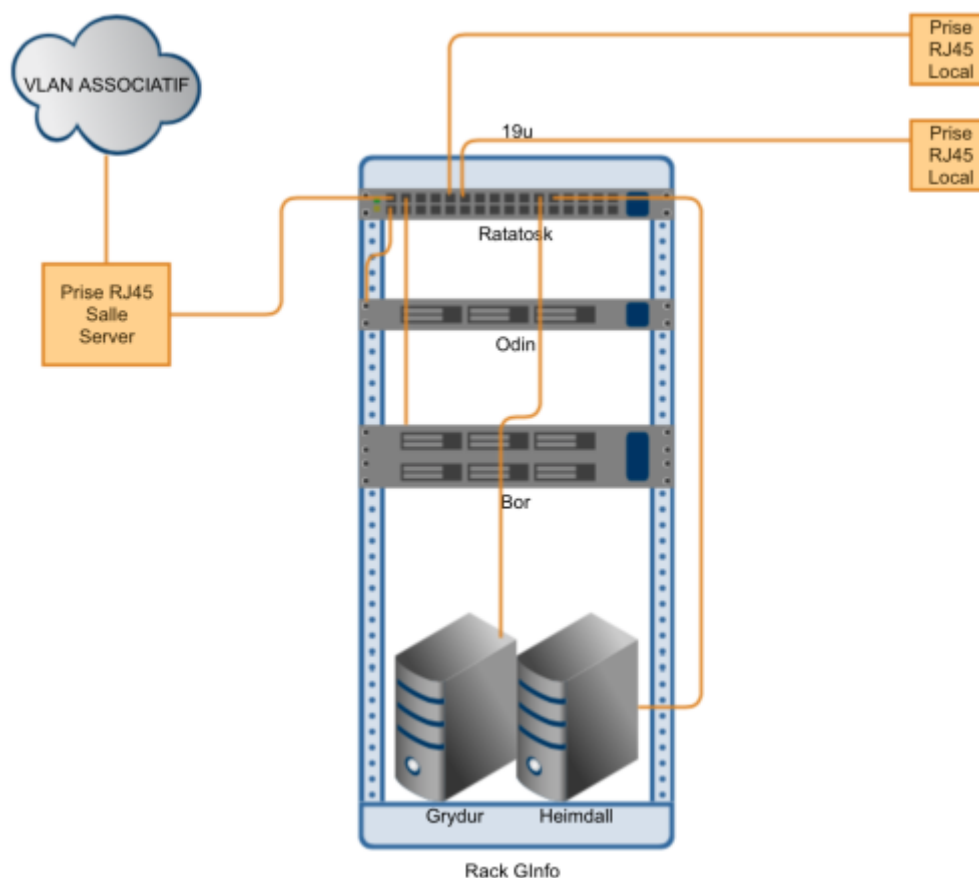 Prise
RJ45
Local
VLAN ASSOCIATIF
19u
Prise
RJ45
Local
Ratatosk
Prise RJ45
Salle
Server
Odin
Bor
Grydur
Heimdall
Rack GInfo